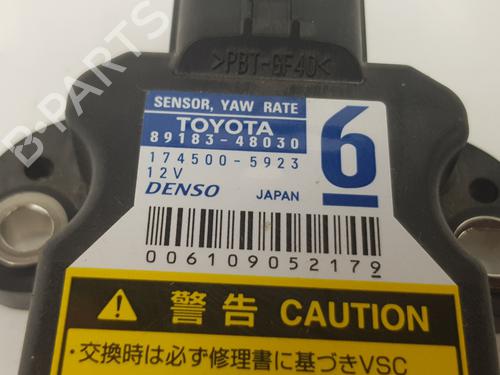 B-PARTS
>PBT-GF40<
SENSOR, YAW RATE
TOYOTA
89183-48030
6
174500-5923
12V
DENSO JAPAN
006109052179
警告 CAUTION
・交換時は必ず修理書に基づきVSC